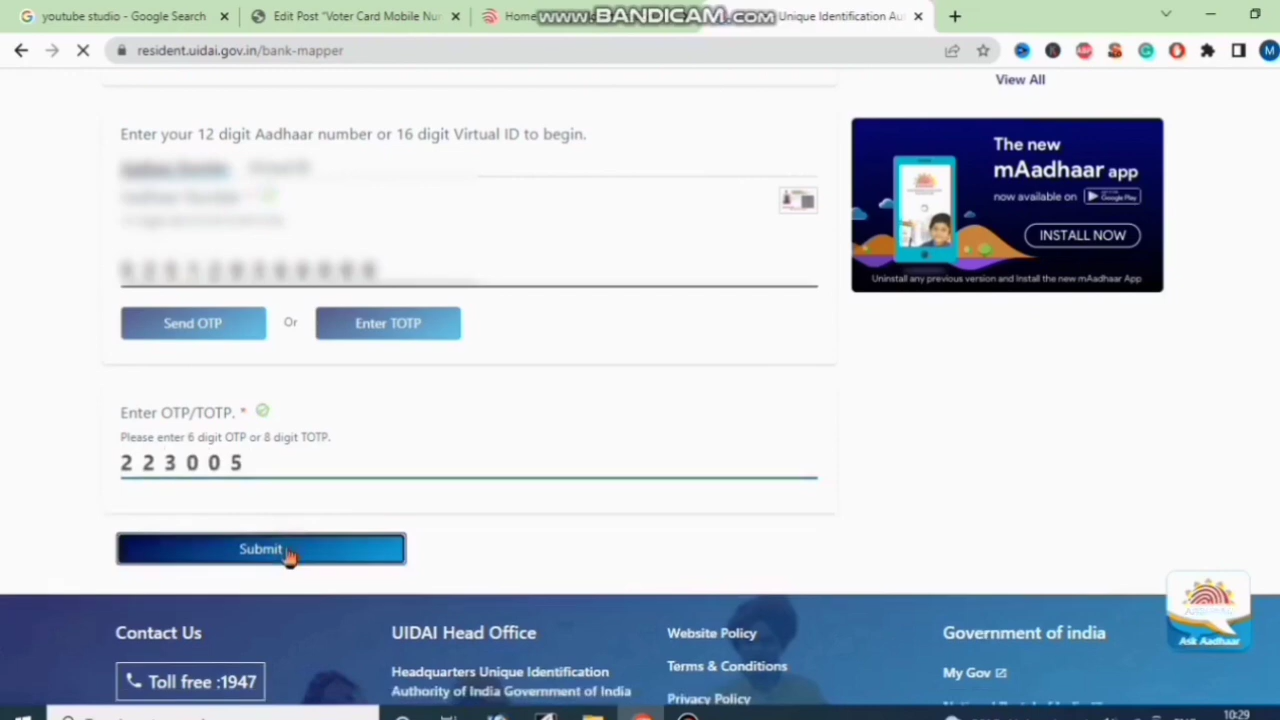 youtube studio - Google Search
Edit Post "Voter Card Mobile Nu
Home
www.BANDICAM.com
Unique Identification Au
resident.uidai.gov.in/bank-mapper
View All
Enter your 12 digit Aadhaar number or 16 digit Virtual ID to begin.
Send OTP
Or
Enter TOTP
The new
mAadhaar app
now available on
Google Play
INSTALL NOW
Uninstall any previous version and Install the new mAadhaar App
Enter OTP/TOTP. *
Please enter 6 digit OTP or 8 digit TOTP.
2 2 3 0 0 5
Submit
Contact Us
Toll free :1947
UIDAI Head Office
Headquarters Unique Identification
Authority of India Government of India
Website Policy
Terms & Conditions
Privacy Policy
Government of india
My Gov
AADHAAR
Ask Aadhaar
10:29